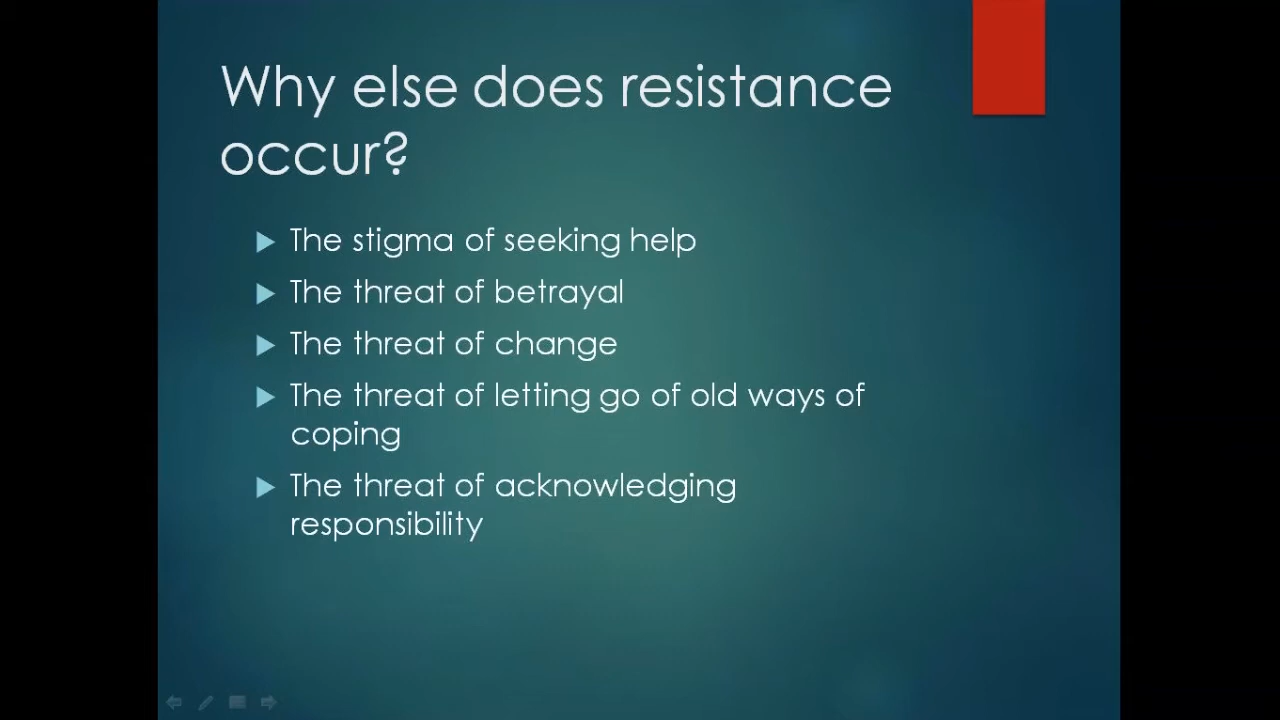 Why else does resistance
occur?
The stigma of seeking help
The threat of betrayal
The threat of change
The threat of letting go of old ways of
coping
The threat of acknowledging
responsibility